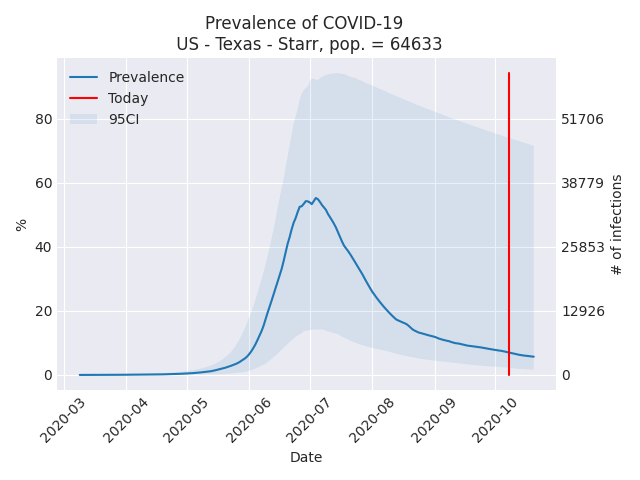 Prevalence of COVID-19
US - Texas - Starr, pop. = 64633
Prevalence
Today
95CI
80
60
40
20
0
%
51706
38779
25853
12926
0
# of infections
2020-03
2020-04
2020-05
2020-06
2020-07
2020-08
2020-09
2020-10
Date